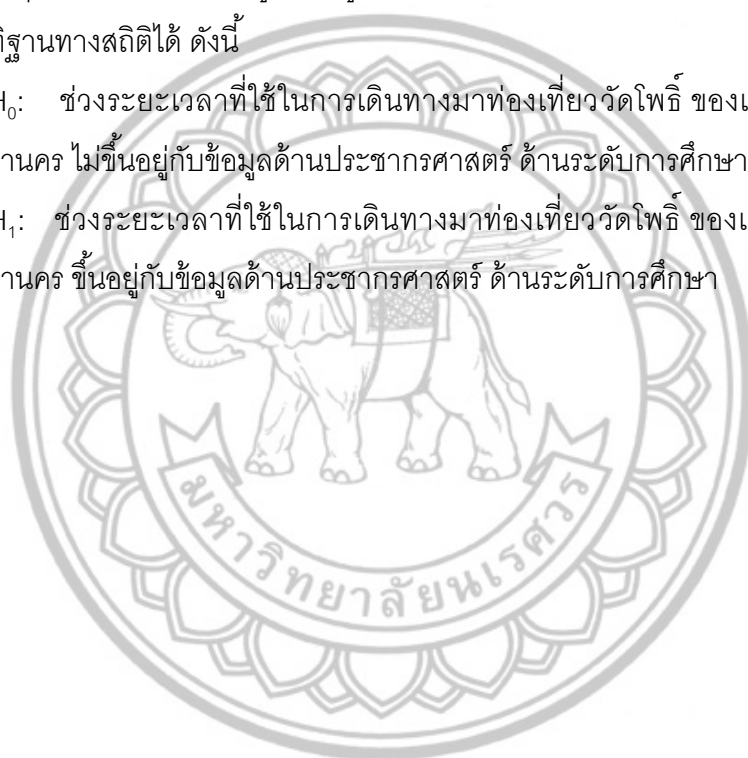 ติฐานทางสถิติได้ ดังนี้
H₀: ช่วงระยะเวลาที่ใช้ในการเดินทางมาท่องเที่ยววัดโพธิ์ ของเ
านคร ไม่ขึ้นอยู่กับข้อมูลด้านประชากรศาสตร์ ด้านระดับการศึกษา
H₁: ช่วงระยะเวลาที่ใช้ในการเดินทางมาท่องเที่ยววัดโพธิ์ ของเ
านคร ขึ้นอยู่กับข้อมูลด้านประชากรศาสตร์ ด้านระดับการศึกษา
มหาวิทยาลัยนเรศวร